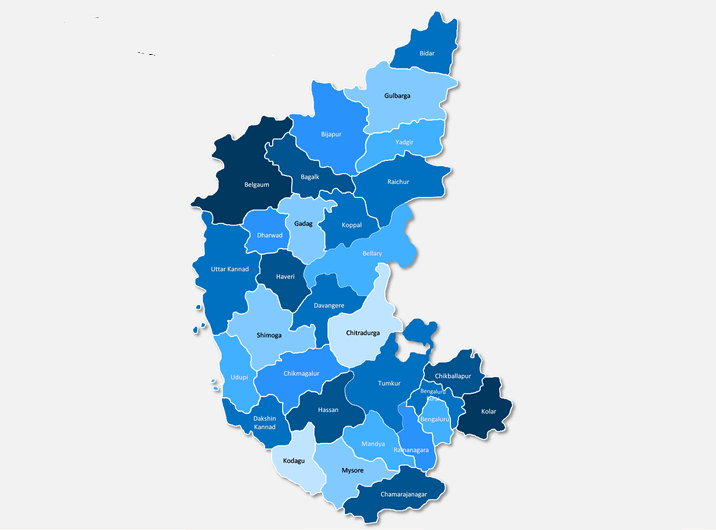 Bidar
Gulbarga
Bijapur
Yadgir
Bagalk
Raichur
Belgaum
Gadag
Koppal
Dharwad
Bellary
Uttar Kannad
Haveri
Davangere
Shimoga
Chitradurga
Chikmagalur
Udupi
Tumkur
Chikballapur
Bengaluru
Hassan
Kolar
Dakshin
Kannad
Bengaluru
Mandya
Ramanagara
Kodagu
Mysore
Chamarajanagar